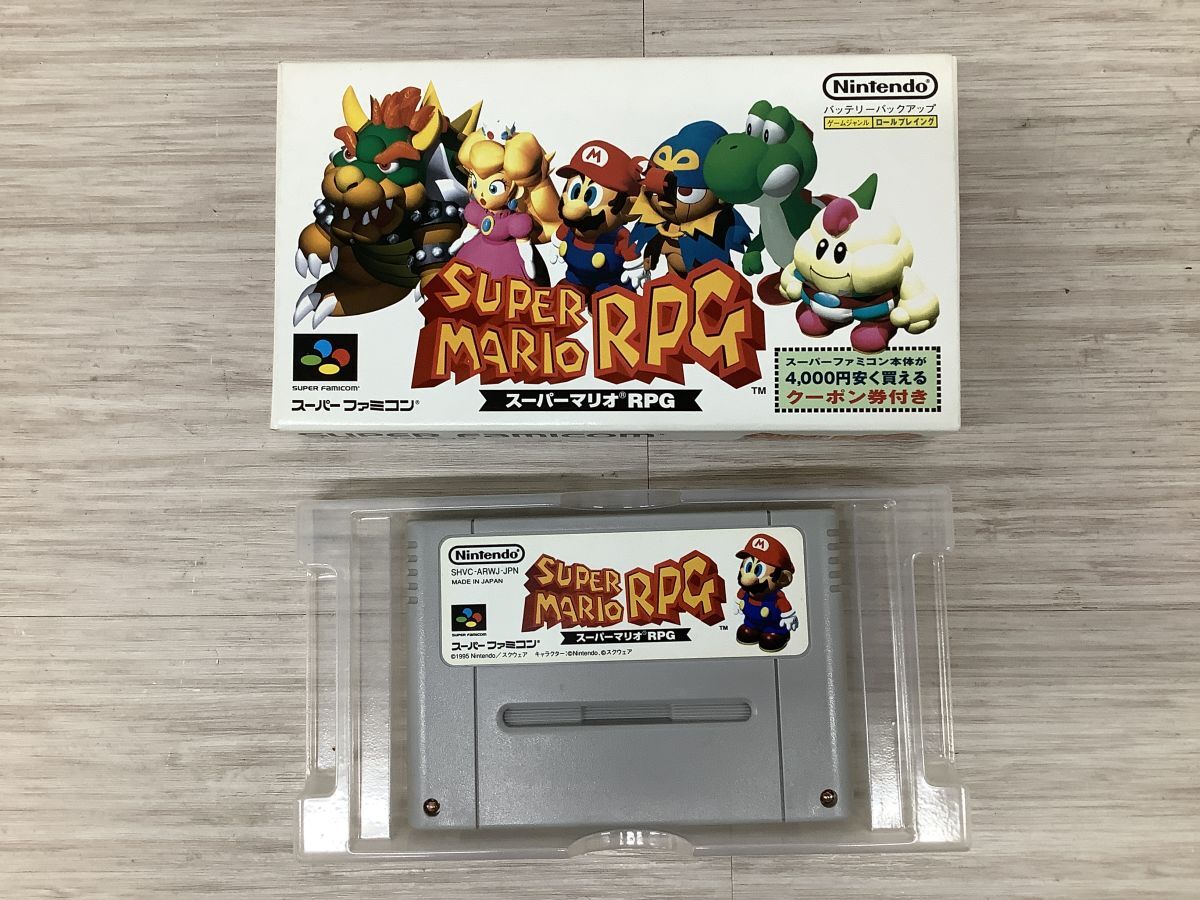 Nintendo®
バッテリーバックアップ
ゲームジャンル ロールプレイング
M
SUPER
MARIO RPG
™
スーパーマリオ®RPG
SUPER FAMICOM™
スーパーファミコン®
スーパーファミコン本体が
4,000円安く買える
クーポン券付き
SUPER FAMICOM™
Nintendo®
SHVC-ARWJ-JPN
MADE IN JAPAN
SUPER
MARIO RPG
™
M
スーパーマリオ®RPG
SUPER FAMICOM
スーパーファミコン®
©1995 Nintendo/スクウェア キャラクター:©Nintendo,©スクウェア